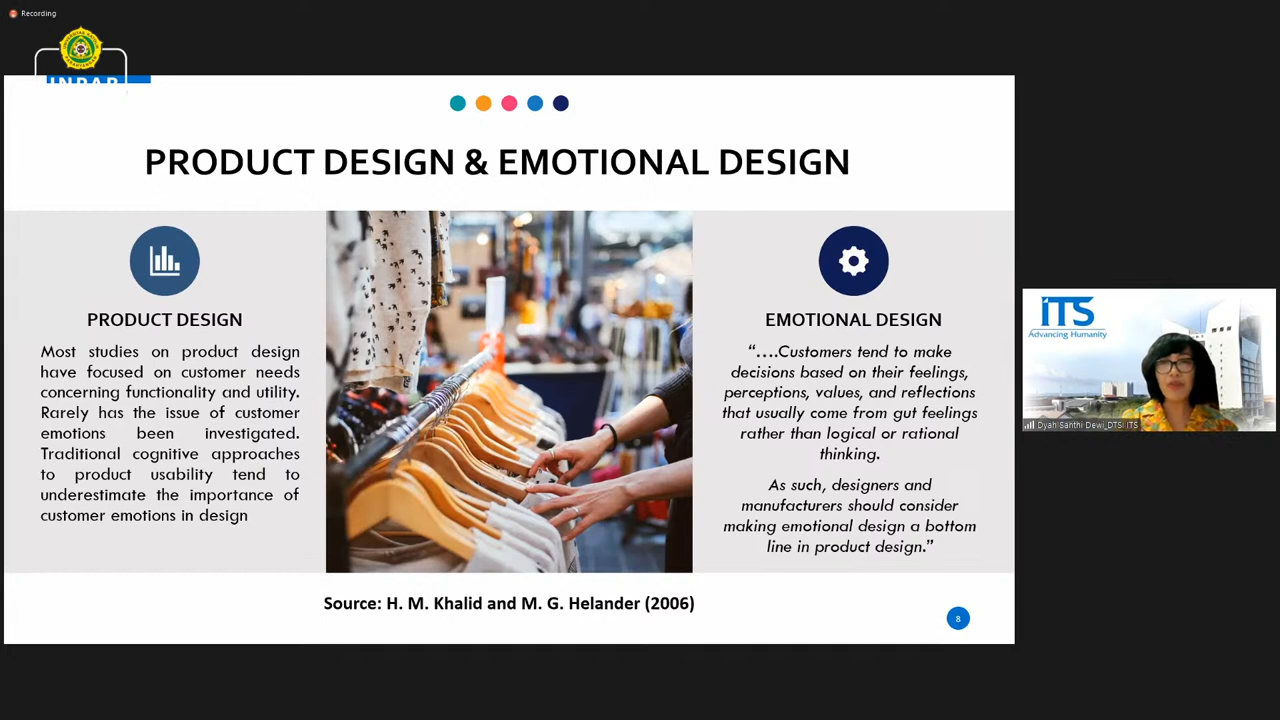 Recording
UNPAR
PRODUCT DESIGN & EMOTIONAL DESIGN
PRODUCT DESIGN
Most studies on product design
have focused on customer needs
concerning functionality and utility.
Rarely has the issue of customer
emotions been investigated.
Traditional cognitive approaches
to product usability tend to
underestimate the importance of
customer emotions in design
EMOTIONAL DESIGN
“….Customers tend to make
decisions based on their feelings,
perceptions, values, and reflections
that usually come from gut feelings
rather than logical or rational
thinking.
As such, designers and
manufacturers should consider
making emotional design a bottom
line in product design.”
Source: H. M. Khalid and M. G. Helander (2006)
8
ITS
Advancing Humanity
Dyah Santhi Dewi_DTSI ITS